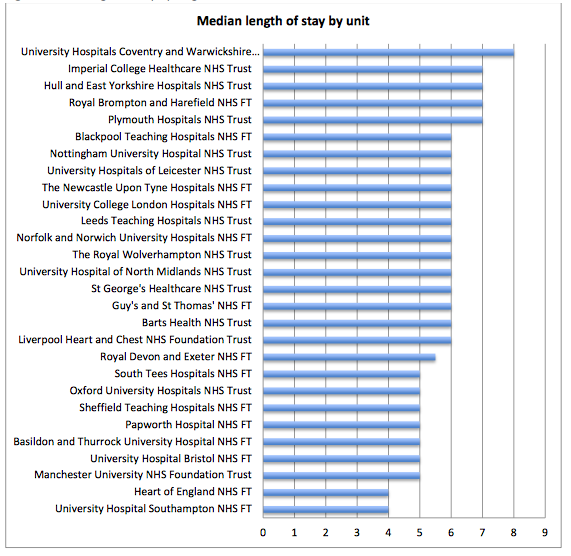 Median length of stay by unit
University Hospitals Coventry and Warwickshire...
Imperial College Healthcare NHS Trust
Hull and East Yorkshire Hospitals NHS Trust
Royal Brompton and Harefield NHS FT
Plymouth Hospitals NHS Trust
Blackpool Teaching Hospitals NHS FT
Nottingham University Hospital NHS Trust
University Hospitals of Leicester NHS Trust
The Newcastle Upon Tyne Hospitals NHS FT
University College London Hospitals NHS FT
Leeds Teaching Hospitals NHS Trust
Norfolk and Norwich University Hospitals NHS FT
The Royal Wolverhampton NHS Trust
University Hospital of North Midlands NHS Trust
St George's Healthcare NHS Trust
Guy's and St Thomas' NHS FT
Barts Health NHS Trust
Liverpool Heart and Chest NHS Foundation Trust
Royal Devon and Exeter NHS FT
South Tees Hospitals NHS FT
Oxford University Hospitals NHS Trust
Sheffield Teaching Hospitals NHS FT
Papworth Hospital NHS FT
Basildon and Thurrock University Hospital NHS FT
University Hospital Bristol NHS FT
Manchester University NHS Foundation Trust
Heart of England NHS FT
University Hospital Southampton NHS FT
0 1 2 3 4 5 6 7 8 9